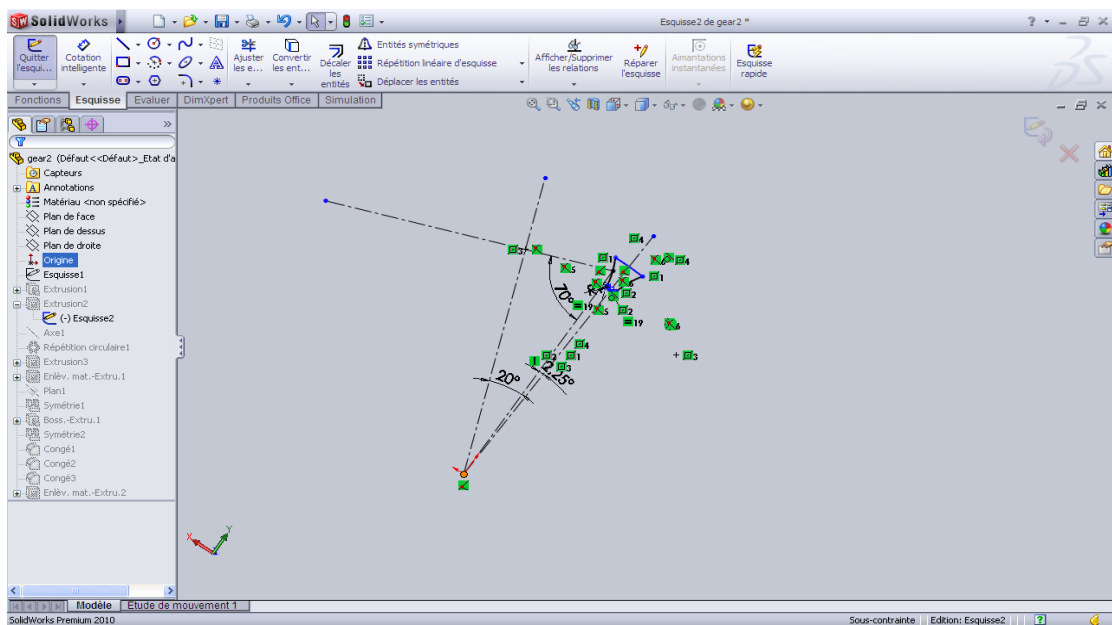 SolidWorks
Esquisse2 de gear2 *
Quitter l'esqui...
Cotation intelligente
Ajuster les e...
Convertir les ent...
Décaler les entités
Entités symétriques
Répétition linéaire d'esquisse
Déplacer les entités
Afficher/Supprimer les relations
Réparer l'esquisse
Aimantations instantanées
Esquisse rapide
Fonctions Esquisse Evaluer DimXpert Produits Office Simulation
gear2 (Défaut<<Défaut>_Etat d'a
Capteurs
Annotations
Matériau <non spécifié>
Plan de face
Plan de dessus
Plan de droite
Origine
Esquisse1
Extrusion1
Extrusion2
(-) Esquisse2
Axe1
Répétition circulaire1
Extrusion3
Enlèv. mat.-Extru.1
Plan1
Symétrie1
Boss.-Extru.1
Symétrie2
Congé1
Congé2
Congé3
Enlèv. mat.-Extru.2
70°
20°
2,25°
X
Y
Modèle Etude de mouvement 1
SolidWorks Premium 2010
Sous-contrainte Edition: Esquisse2